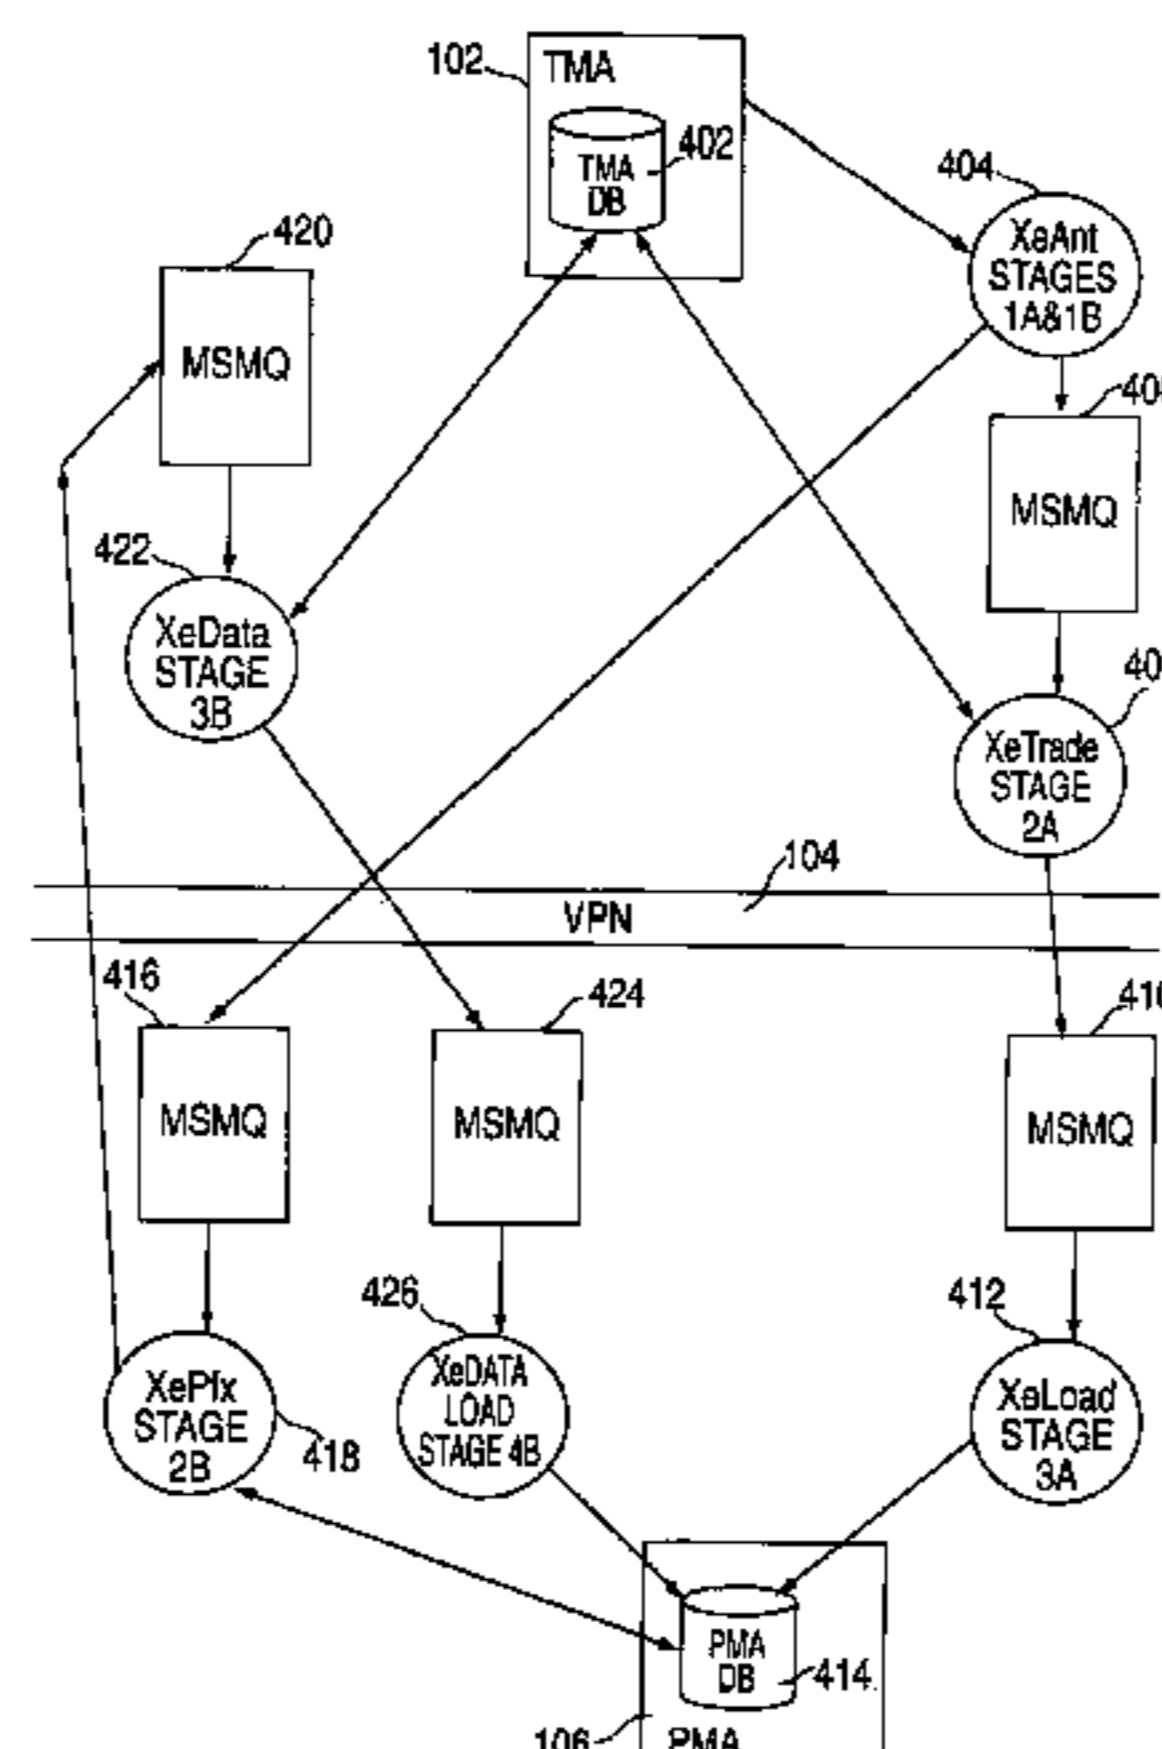 102
TMA
402
TMA
DB
404
XeAnt
STAGES
1A&1B
420
MSMQ
MSMQ
422
XeData
STAGE
3B
XeTrade
STAGE
2A
104
VPN
416
424
MSMQ
MSMQ
MSMQ
426
412
XePfx
STAGE
2B
418
XeDATA
LOAD
STAGE 4B
XeLoad
STAGE
3A
PMA
DB
414
106
PMA